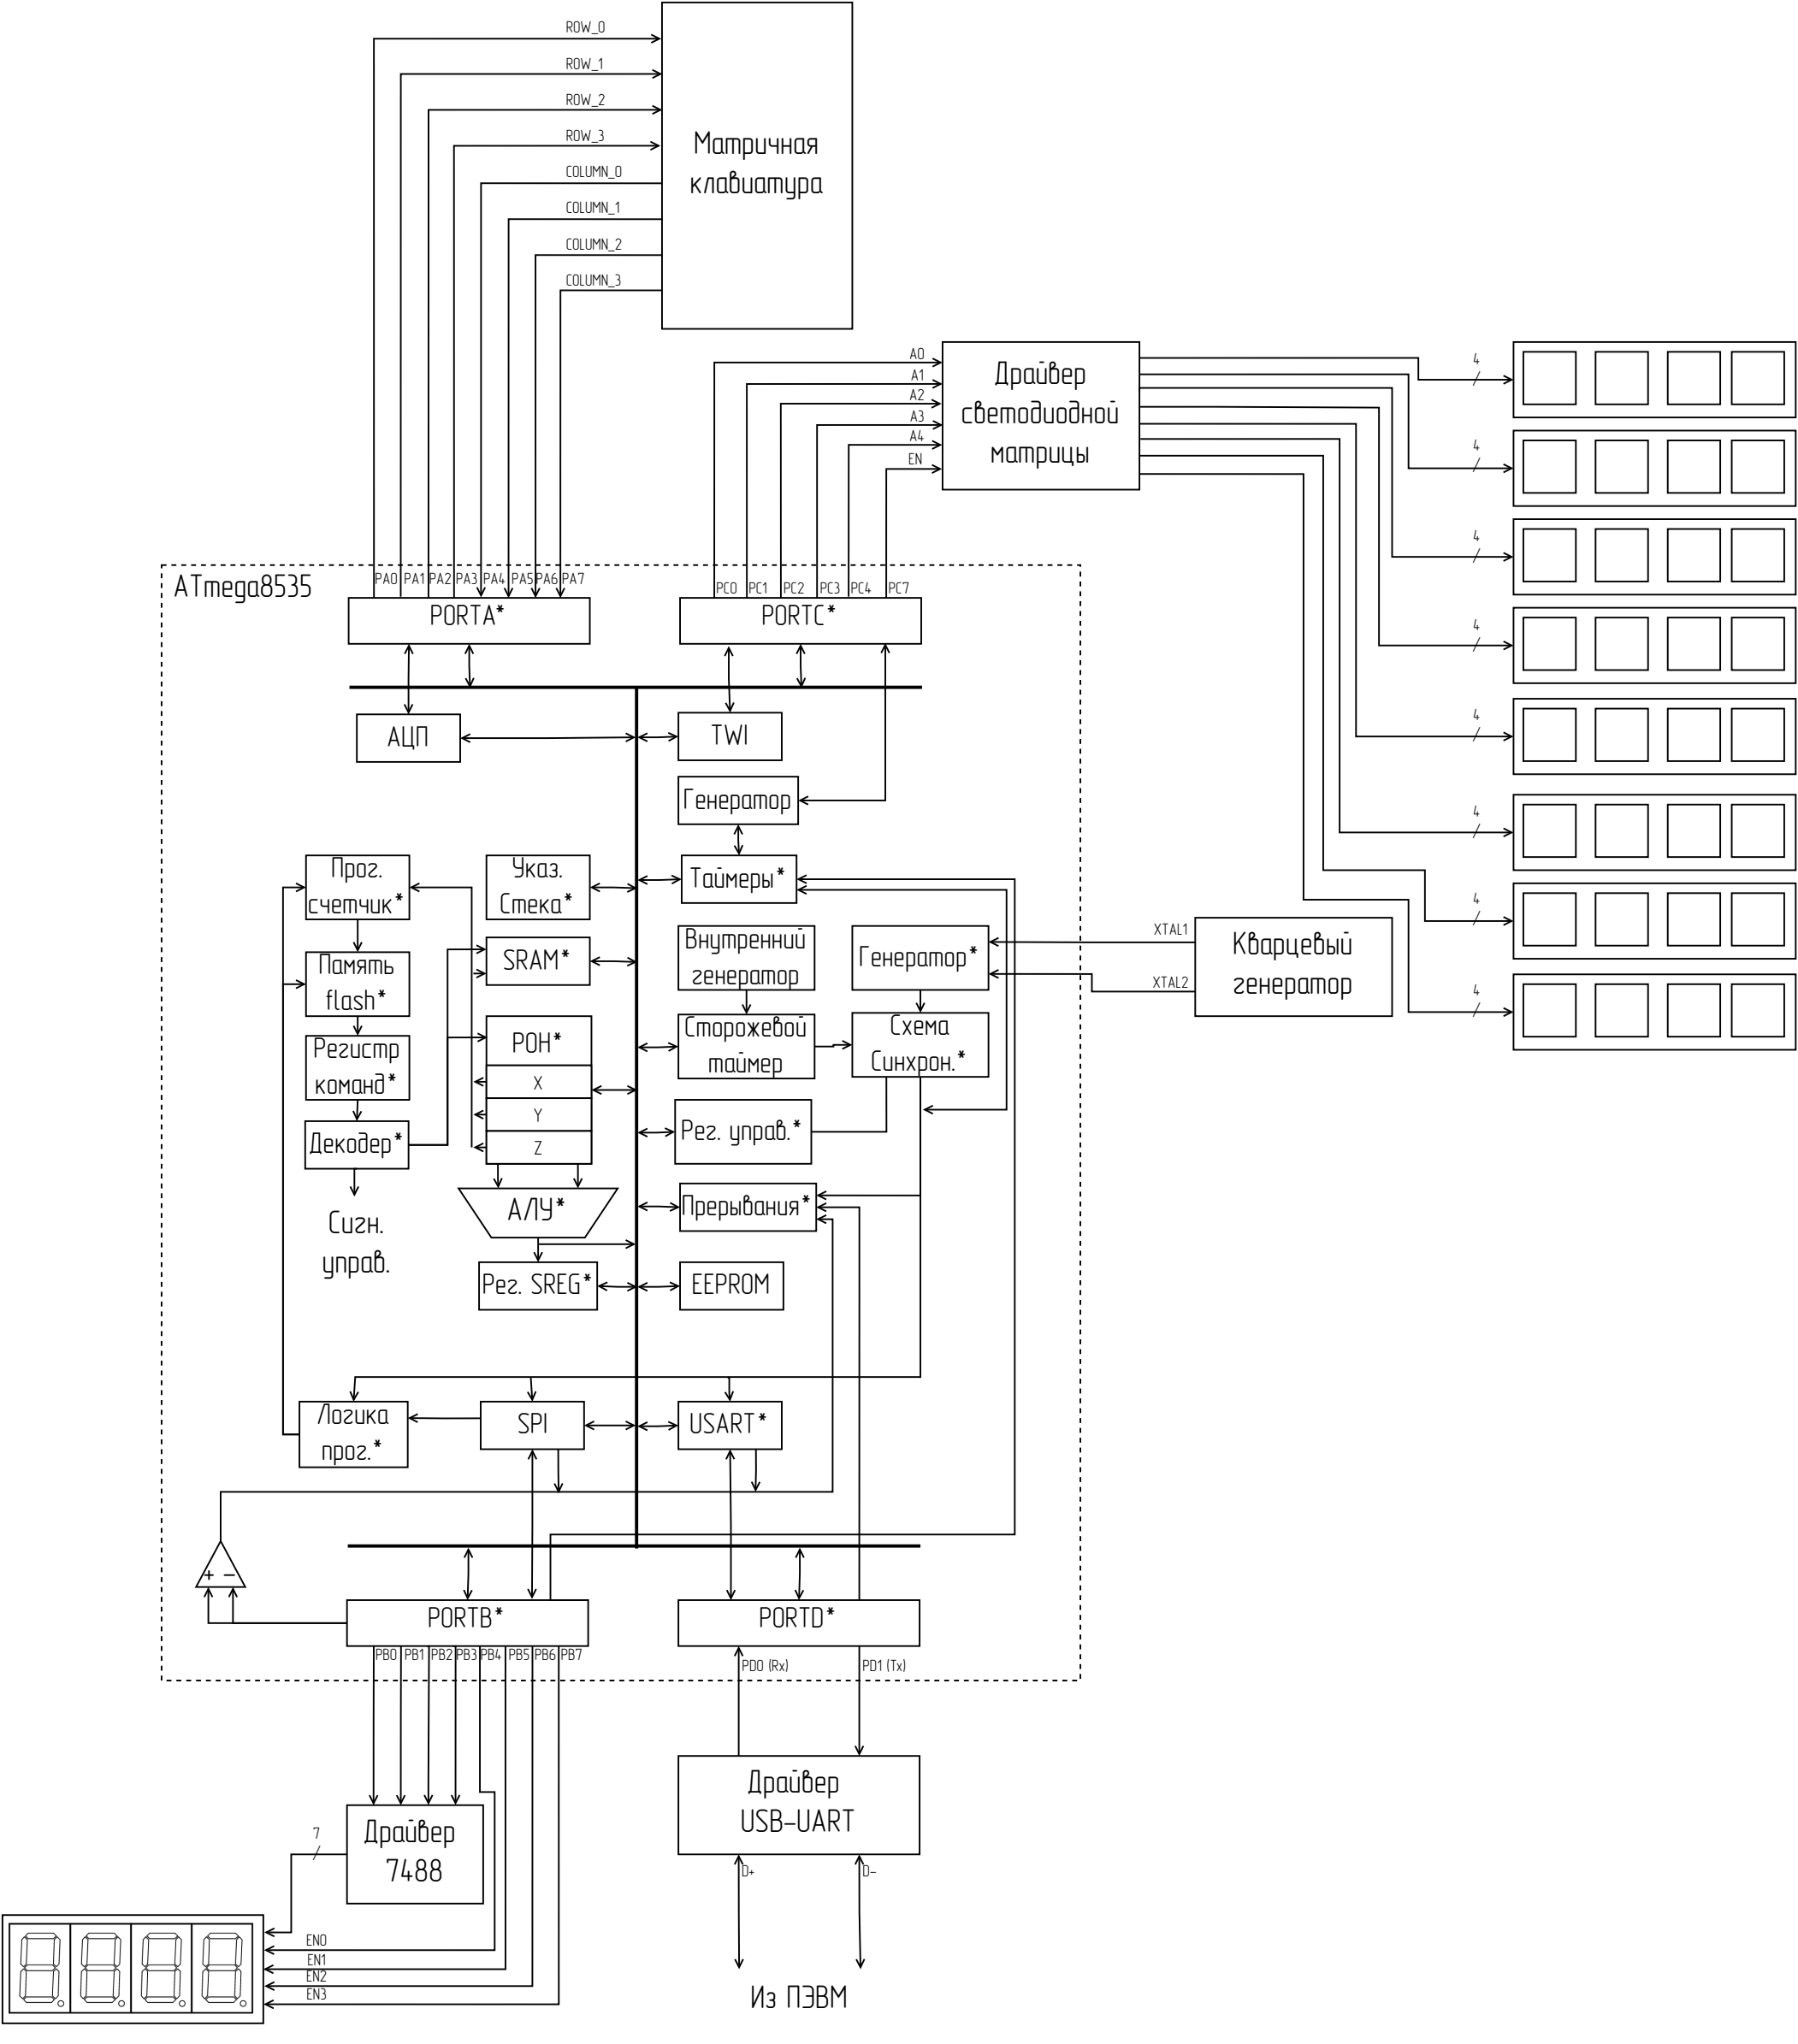 ROW_0
ROW_1
ROW_2
ROW_3
COLUMN_0
COLUMN_1
COLUMN_2
COLUMN_3
Матричная
клавиатура
A0
A1
A2
A3
A4
EN
Драйвер
светодиодной
матрицы
4
4
4
4
4
4
4
4
ATmega8535
PA0 PA1 PA2 PA3 PA4 PA5 PA6 PA7
PORTA*
PC0 PC1 PC2 PC3 PC4 PC7
PORTC*
АЦП
TWI
Генератор
Прог.
счетчик*
Указ.
Стека*
Таймеры*
Память
flash*
SRAM*
Внутренний
генератор
Генератор*
XTAL1
XTAL2
Кварцевый
генератор
Регистр
команд*
РОН*
X
Y
Z
Сторожевой
таймер
Схема
Синхрон.*
Декодер*
Рег. управ.*
Сигн.
управ.
АЛУ*
Прерывания*
Рег. SREG*
EEPROM
Логика
прог.*
SPI
USART*
+ −
PORTB*
PORTD*
PB0 PB1 PB2 PB3 PB4 PB5 PB6 PB7
PD0 (Rx)
PD1 (Tx)
Драйвер
7488
7
Драйвер
USB-UART
D+
D-
EN0
EN1
EN2
EN3
Из ПЭВМ